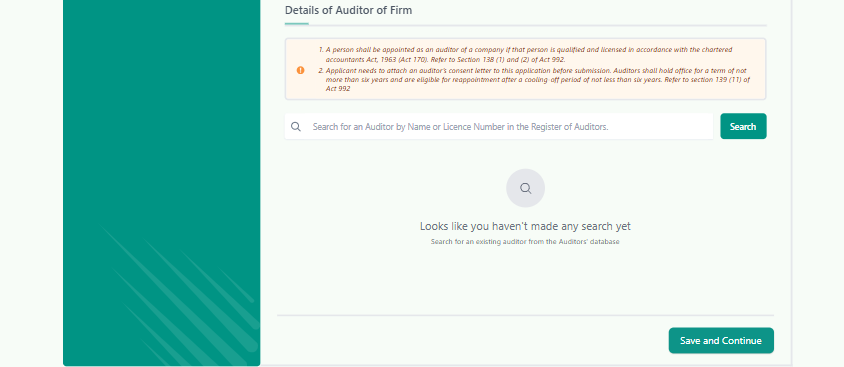 Details of Auditor of Firm
1. A person shall be appointed as an auditor of a company if that person is qualified and licensed in accordance with the chartered
accountants Act, 1963 (Act 170). Refer to Section 138 (1) and (2) of Act 992.
2. Applicant needs to attach an auditor's consent letter to this application before submission. Auditors shall hold office for a term of not
more than six years and are eligible for reappointment after a cooling-off period of not less than six years. Refer to section 139 (11) of
Act 992
Search for an Auditor by Name or Licence Number in the Register of Auditors.
Search
Looks like you haven't made any search yet
Search for an existing auditor from the Auditors' database
Save and Continue